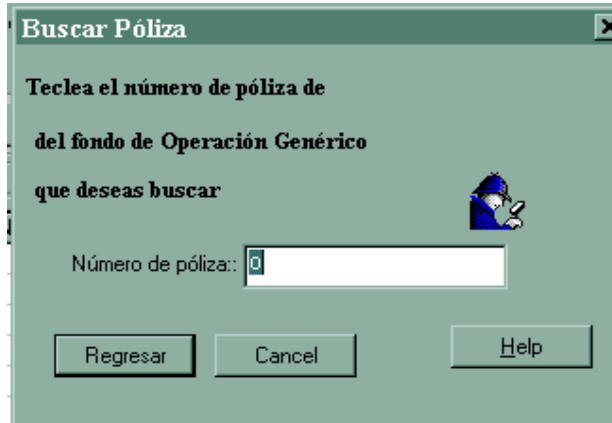 Buscar Póliza
Teclea el número de póliza de
del fondo de Operación Genérico
que deseas buscar
Número de póliza:: 0
Regresar Cancel Help